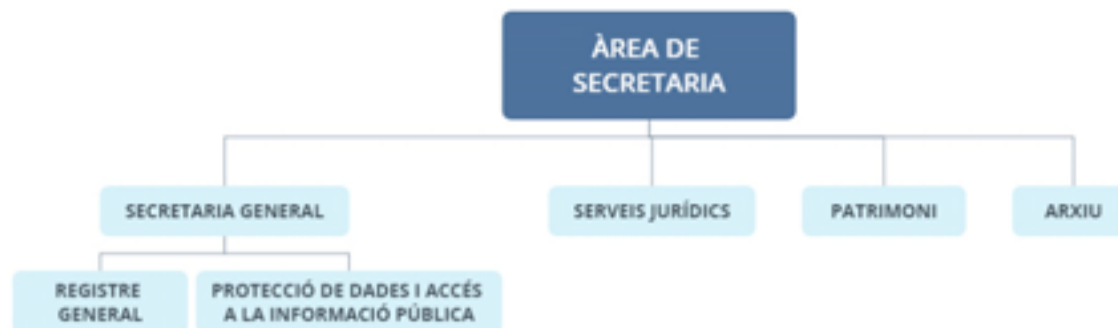 ÀREA DE
SECRETARIA
SECRETARIA GENERAL
SERVEIS JURÍDICS
PATRIMONI
ARXIU
REGISTRE
GENERAL
PROTECCIÓ DE DADES I ACCÉS
A LA INFORMACIÓ PÚBLICA